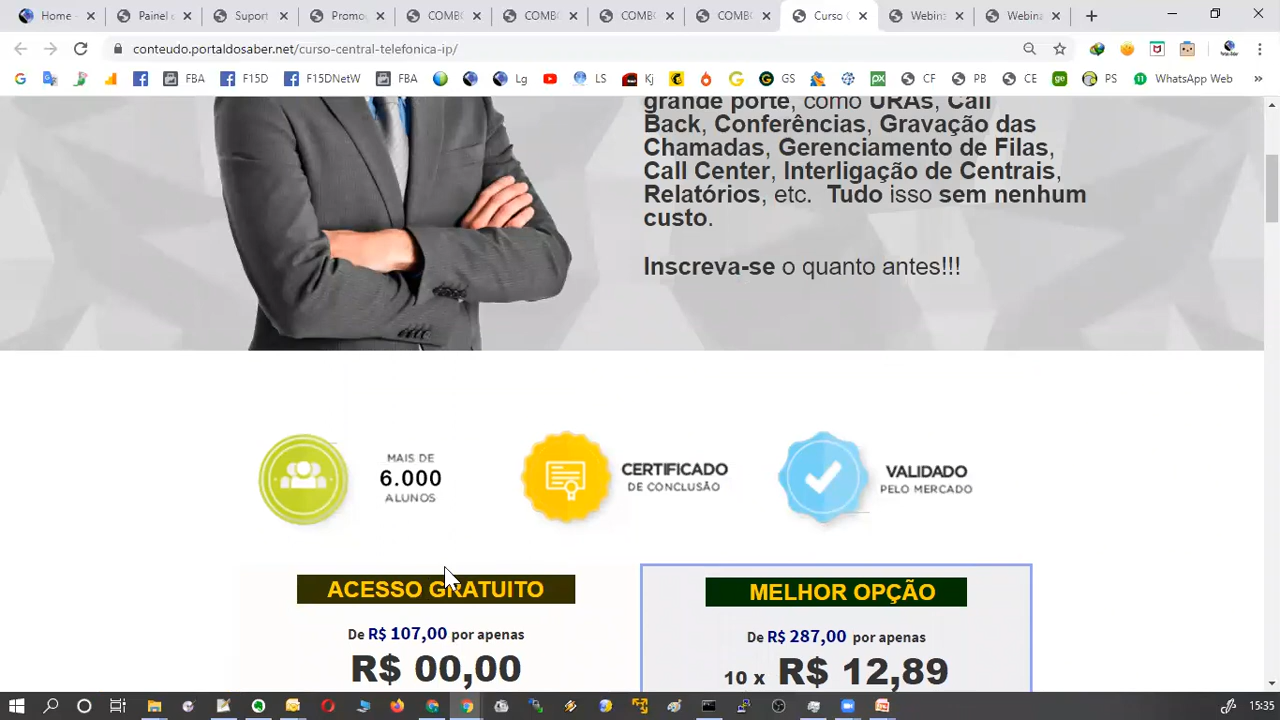 Home -
Painel
Suport
Promo
COMBO
COMB
COMB
COMB
Curso
Webina
Webina
conteudo.portaldosaber.net/curso-central-telefonica-ip/
FBA
F15D
F15DNetW
FBA
Lg
LS
Kj
GS
CF
PB
CE
PS
WhatsApp Web
grande porte, como URAs, Call
Back, Conferências, Gravação das
Chamadas, Gerenciamento de Filas,
Call Center, Interligação de Centrais,
Relatórios, etc. Tudo isso sem nenhum
custo.
Inscreva-se o quanto antes!!!
MAIS DE
6.000
ALUNOS
CERTIFICADO
DE CONCLUSÃO
VALIDADO
PELO MERCADO
ACESSO GRATUITO
De R$ 107,00 por apenas
R$ 00,00
MELHOR OPÇÃO
De R$ 287,00 por apenas
10 x R$ 12,89
15:35